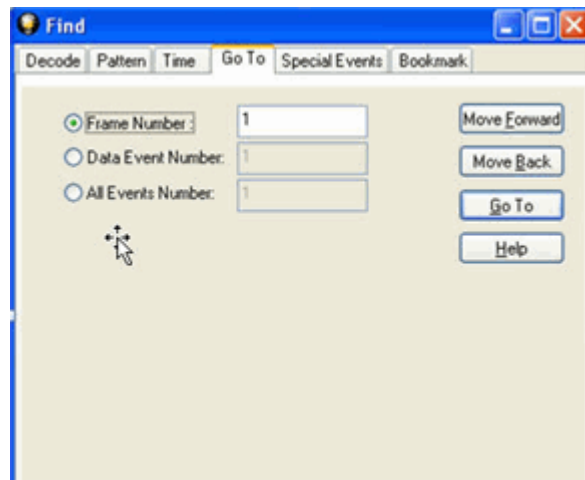 Find
Decode Pattern Time Go To Special Events Bookmark
Frame Number : 1 Move Forward
Data Event Number: 1 Move Back
All Events Number: 1 Go To
Help